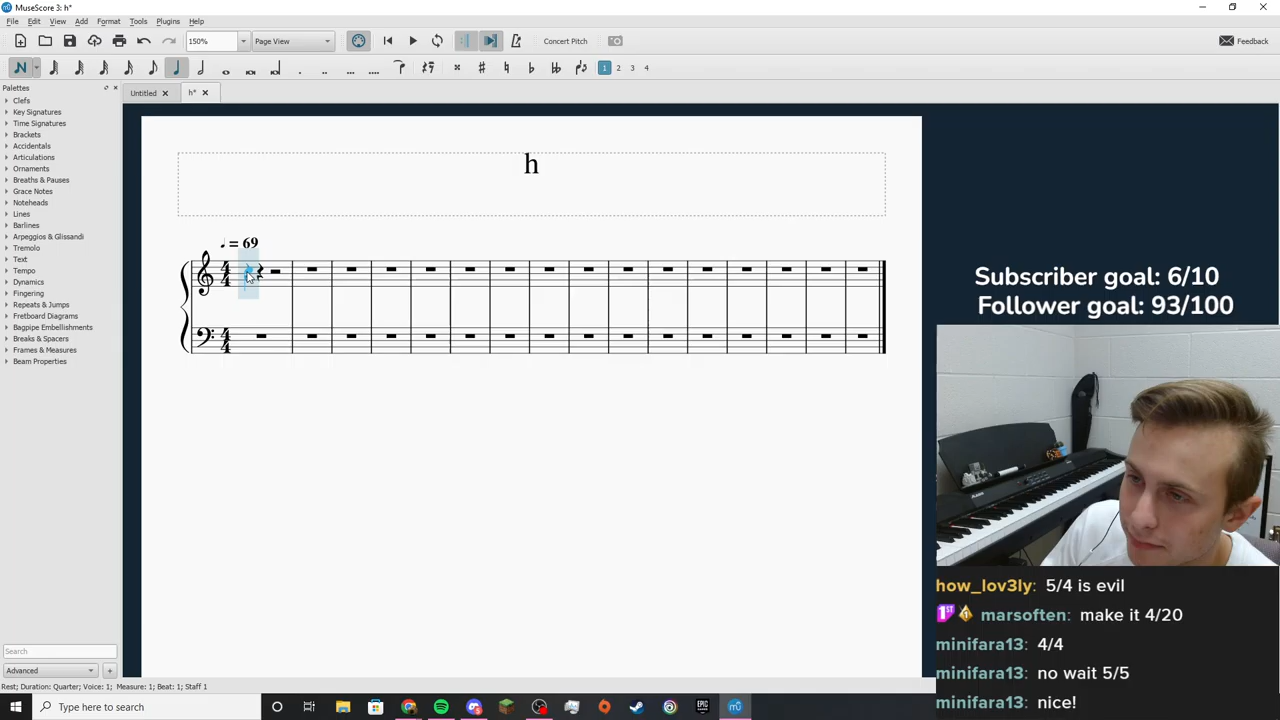 MuseScore 3: h*
File Edit View Add Format Tools Plugins Help
150% Page View Concert Pitch Feedback
1 2 3 4
Palettes
Untitled h*
Clefs
Key Signatures
Time Signatures
Brackets
Accidentals
Articulations
Ornaments
Breaths & Pauses
Grace Notes
Noteheads
Lines
Barlines
Arpeggios & Glissandi
Tremolo
Text
Tempo
Dynamics
Fingering
Repeats & Jumps
Fretboard Diagrams
Bagpipe Embellishments
Breaks & Spacers
Frames & Measures
Beam Properties
h
= 69
4
4
4
4
Subscriber goal: 6/10
Follower goal: 93/100
how_lov3ly: 5/4 is evil
1ST marsoften: make it 4/20
minifara13: 4/4
minifara13: no wait 5/5
minifara13: nice!
Search
Advanced +
Rest; Duration: Quarter; Voice: 1; Measure: 1; Beat: 1; Staff 1
Type here to search